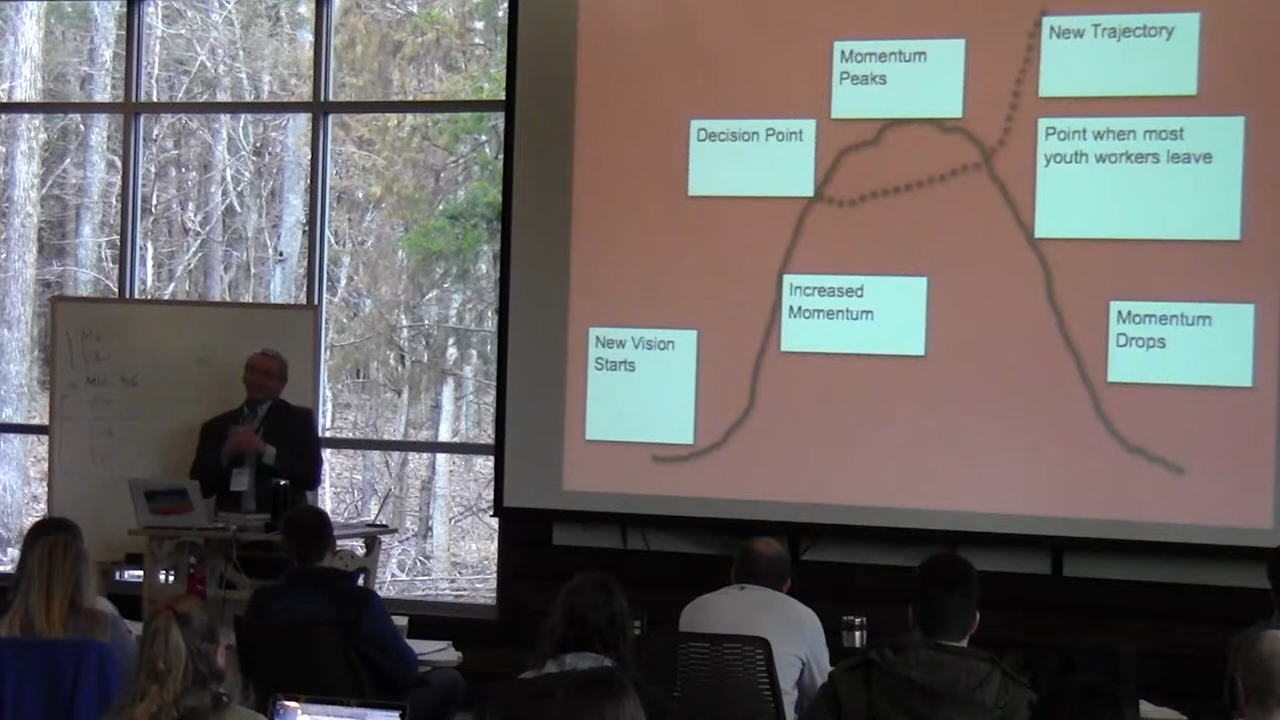 New Trajectory
Momentum
Peaks
Decision Point
Point when most
youth workers leave
Increased
Momentum
Momentum
Drops
New Vision
Starts